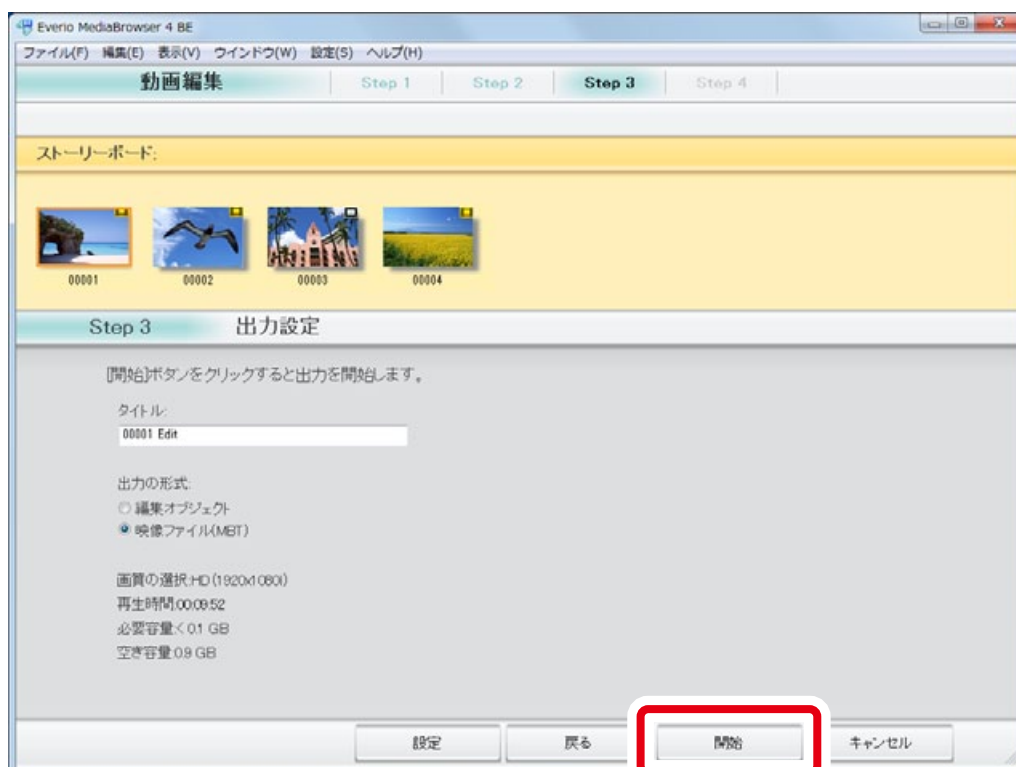 Everio MediaBrowser 4 BE
ファイル(F) 編集(E) 表示(V) ウインドウ(W) 設定(S) ヘルプ(H)
動画編集 Step 1 Step 2 Step 3 Step 4
ストーリーボード:
00001 00002 00003 00004
Step 3 出力設定
[開始]ボタンをクリックすると出力を開始します。
タイトル:
00001 Edit
出力の形式:
編集オブジェクト
映像ファイル(MBT)
画質の選択:HD (1920x1080i)
再生時間:00:09:52
必要容量:< 0.1 GB
空き容量:0.9 GB
設定 戻る 開始 キャンセル